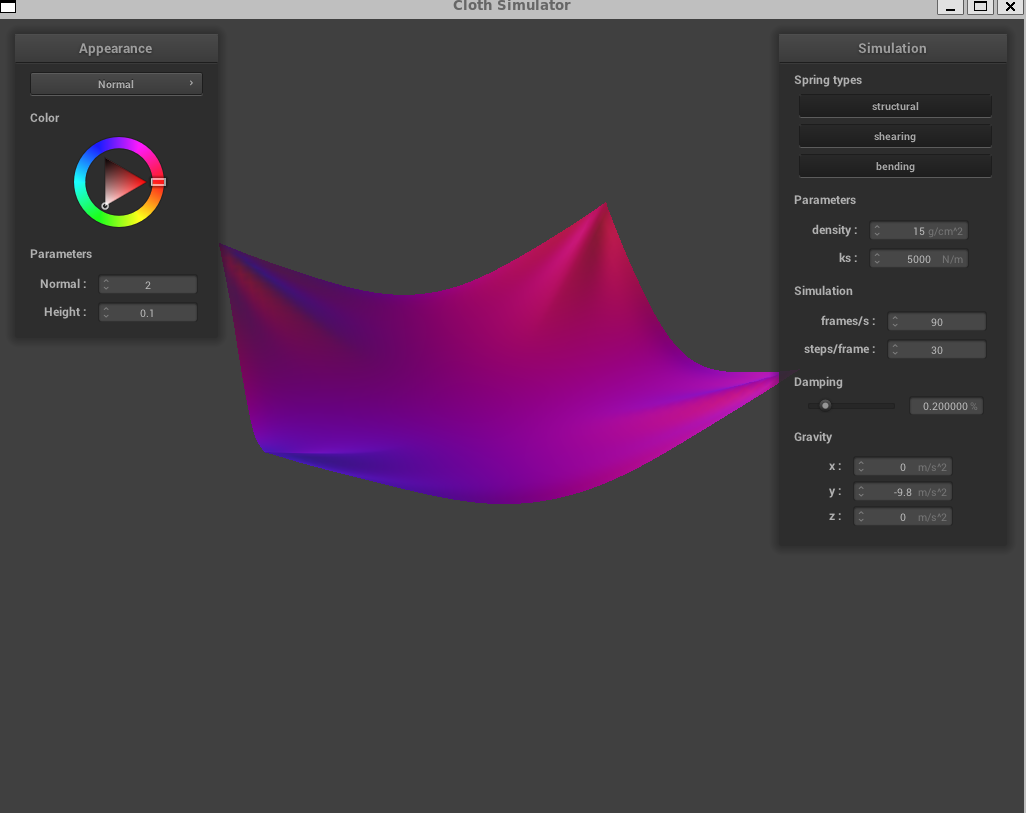 Cloth Simulator
Appearance
Normal
Color
Parameters
Normal : 2
Height : 0.1
Simulation
Spring types
structural
shearing
bending
Parameters
density : 15 g/cm^2
ks : 5000 N/m
Simulation
frames/s : 90
steps/frame : 30
Damping
0.200000 %
Gravity
x : 0 m/s^2
y : -9.8 m/s^2
z : 0 m/s^2